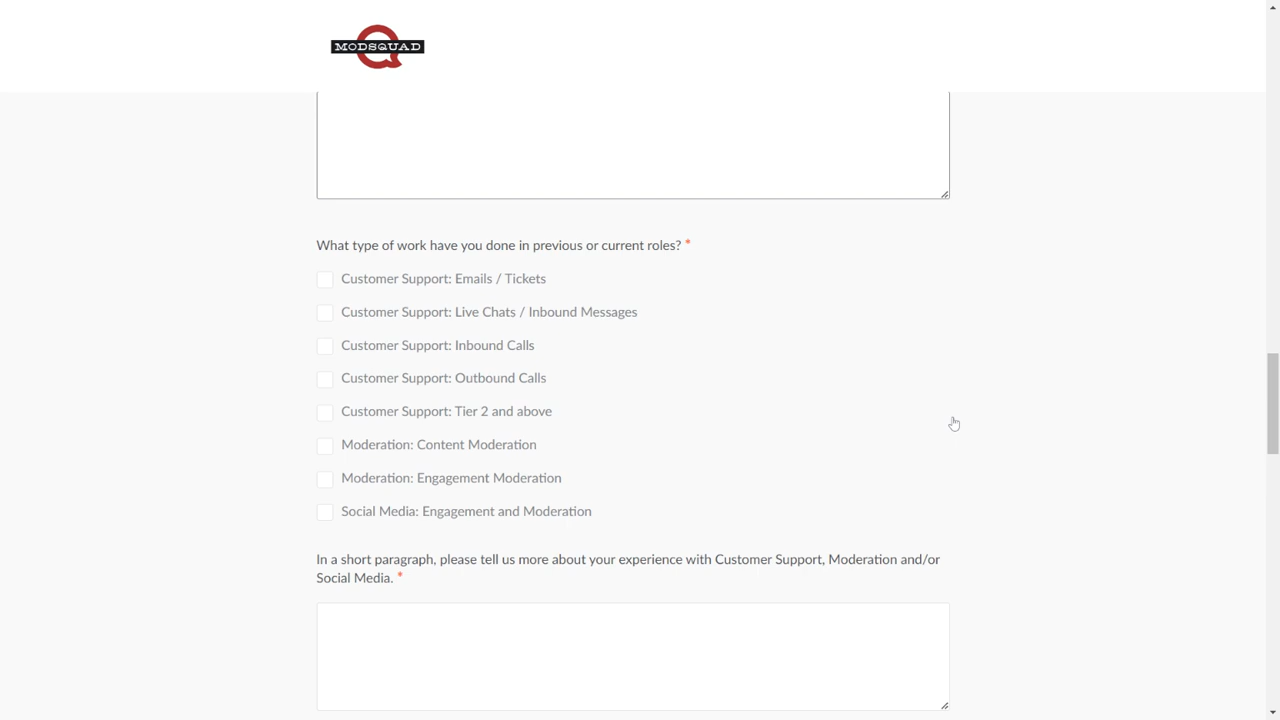 MODSQUAD
What type of work have you done in previous or current roles? *
Customer Support: Emails / Tickets
Customer Support: Live Chats / Inbound Messages
Customer Support: Inbound Calls
Customer Support: Outbound Calls
Customer Support: Tier 2 and above
Moderation: Content Moderation
Moderation: Engagement Moderation
Social Media: Engagement and Moderation
In a short paragraph, please tell us more about your experience with Customer Support, Moderation and/or
Social Media. *